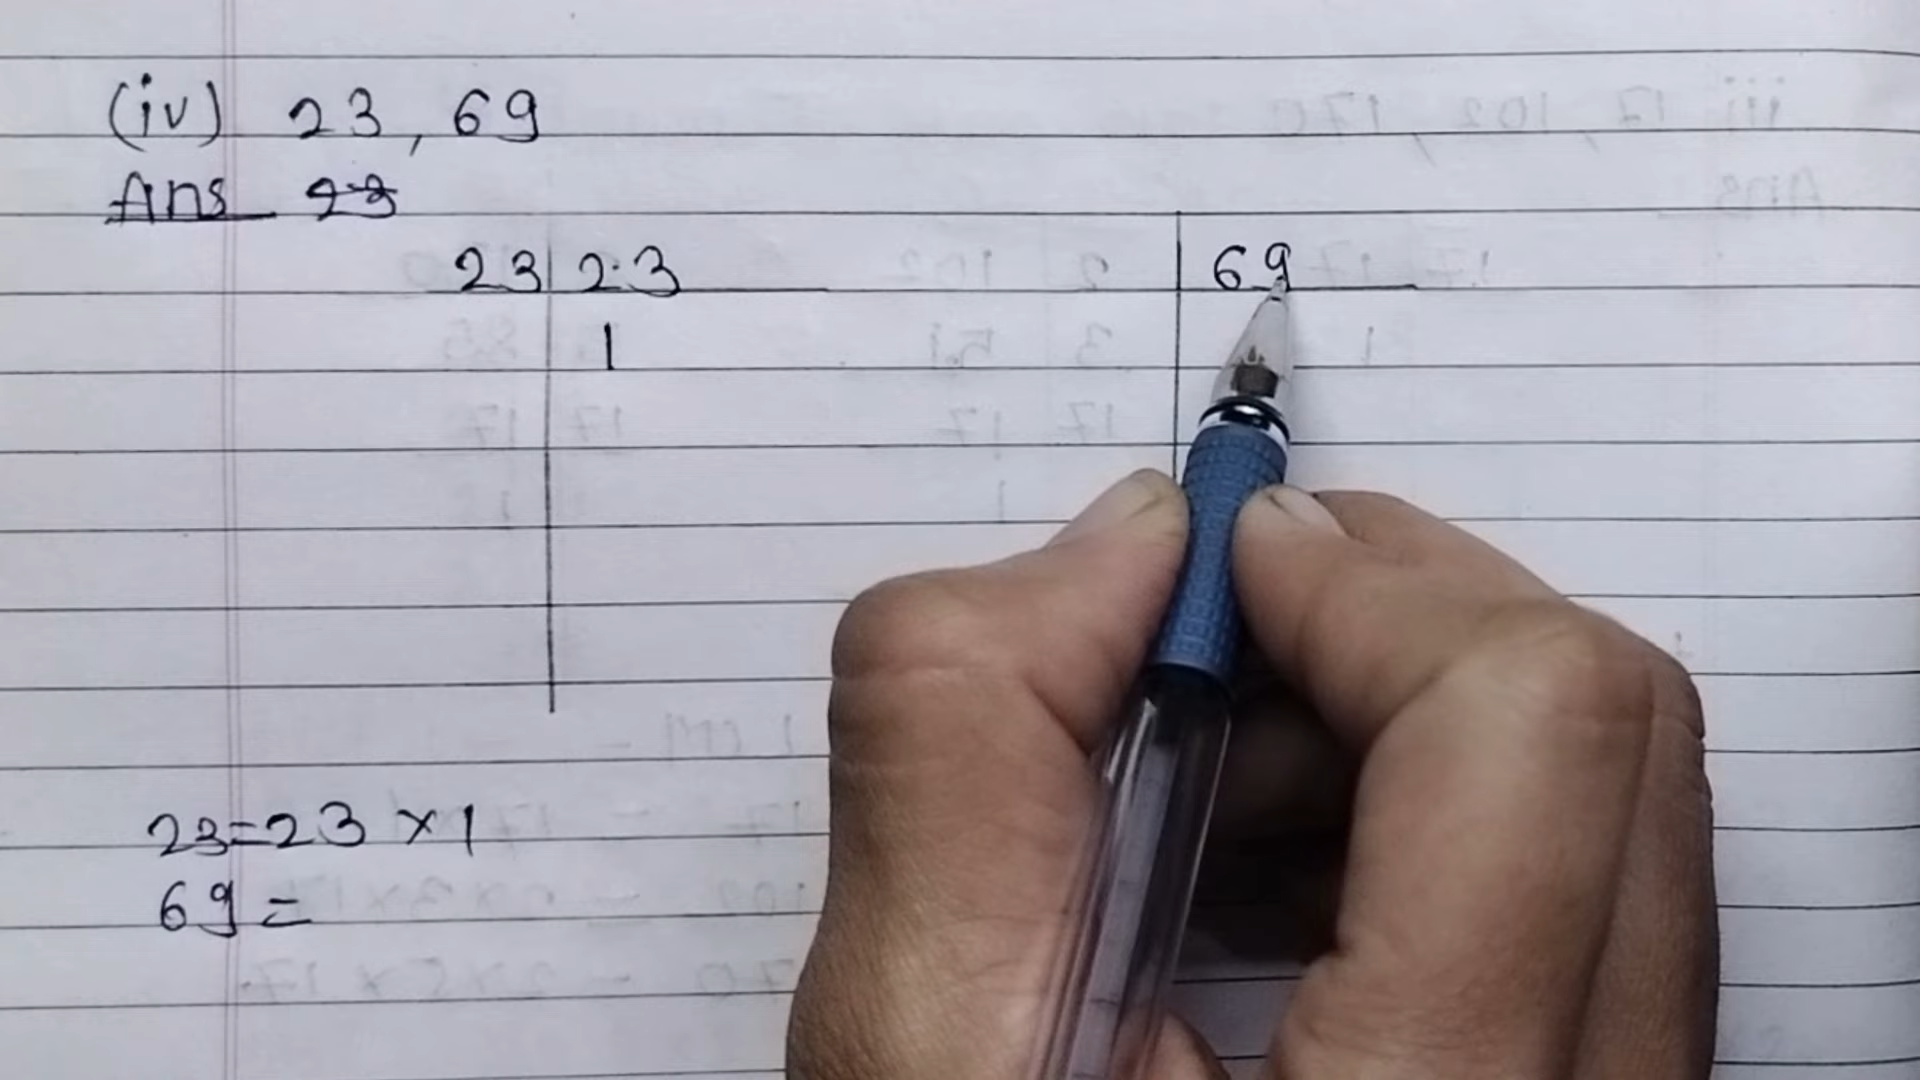 (iv) 23, 69
Ans
23 23 69
1
23=23 ×1
69 =